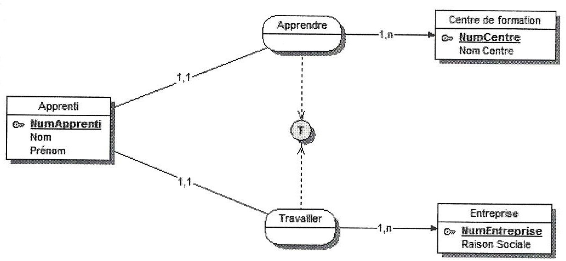 Apprendre
1,n
Centre de formation
NumCentre
Nom Centre
1,1
Apprenti
NumApprenti
Nom
Prénom
T
1,1
Travailler
1,n
Entreprise
NumEntreprise
Raison Sociale